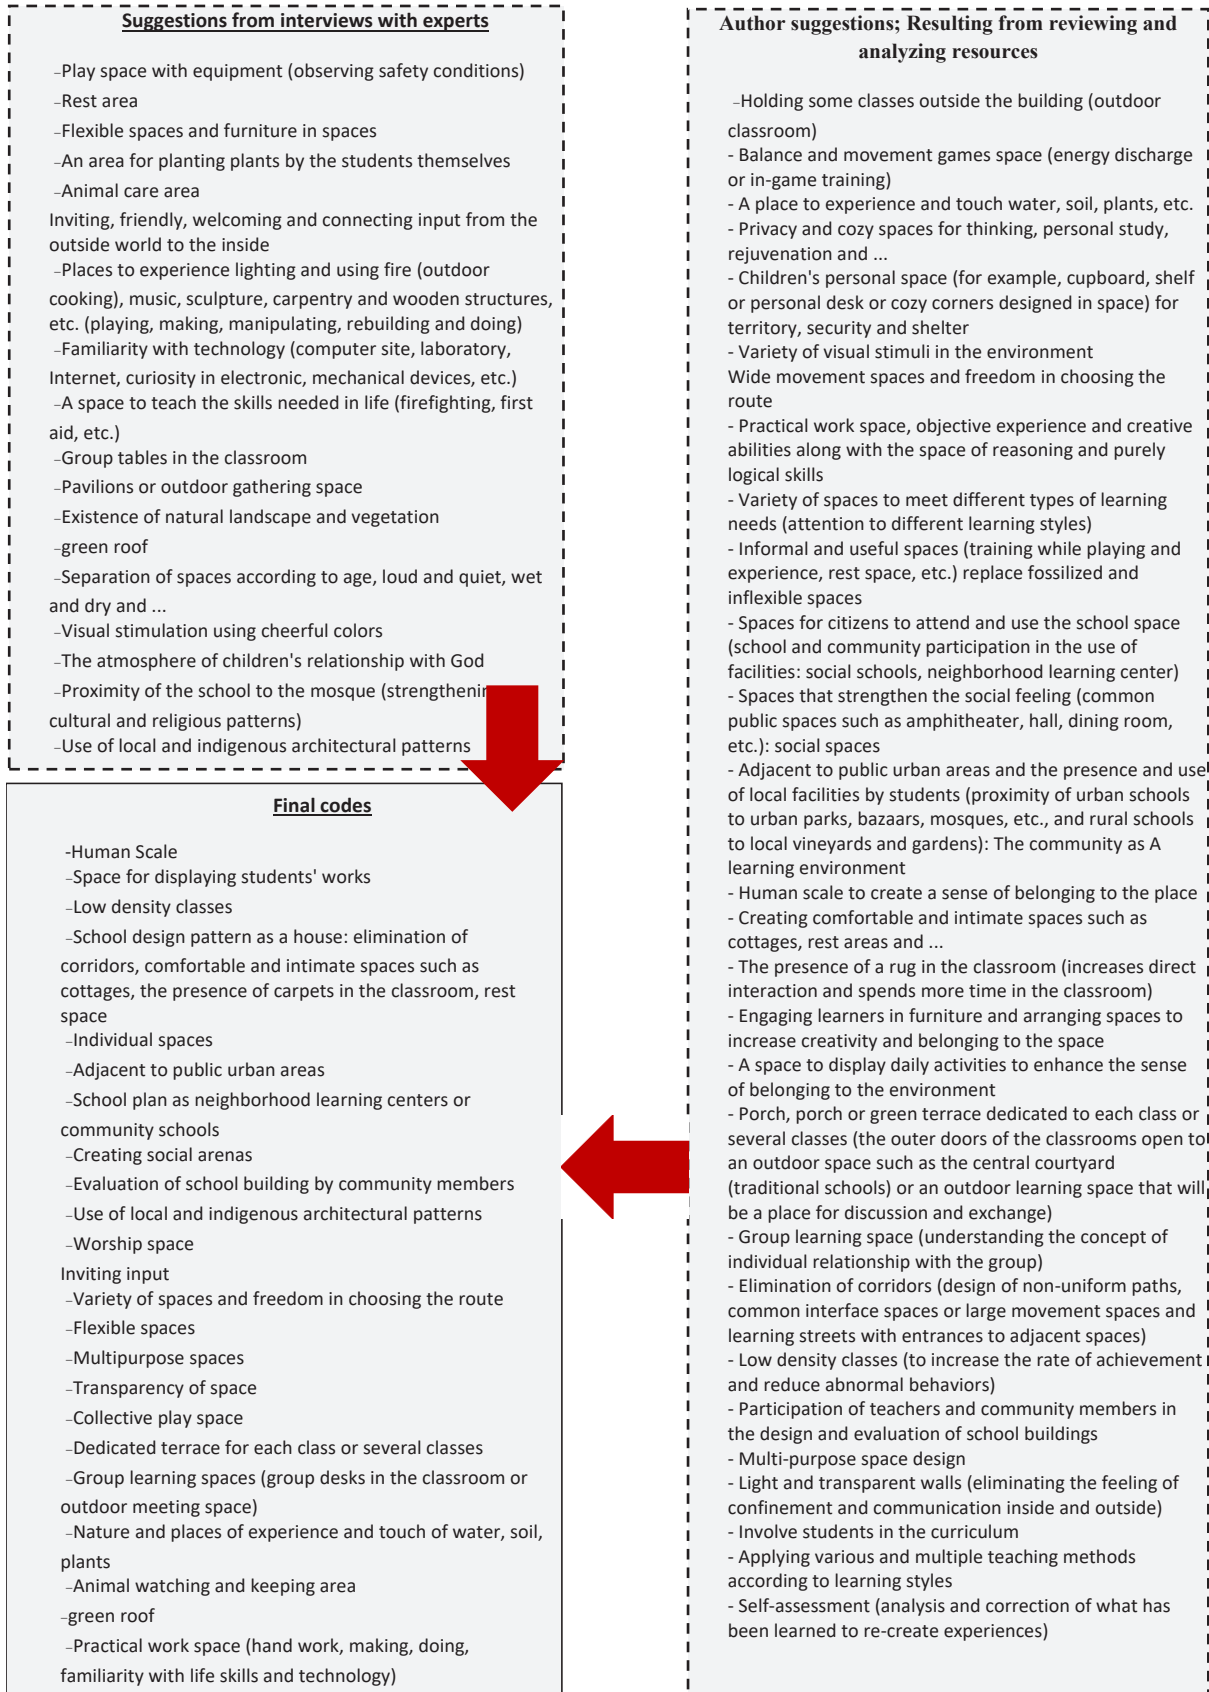 Suggestions from interviews with experts
–Play space with equipment (observing safety conditions)
–Rest area
–Flexible spaces and furniture in spaces
–An area for planting plants by the students themselves
–Animal care area
Inviting, friendly, welcoming and connecting input from the
outside world to the inside
–Places to experience lighting and using fire (outdoor
cooking), music, sculpture, carpentry and wooden structures,
etc. (playing, making, manipulating, rebuilding and doing)
–Familiarity with technology (computer site, laboratory,
Internet, curiosity in electronic, mechanical devices, etc.)
–A space to teach the skills needed in life (firefighting, first
aid, etc.)
–Group tables in the classroom
–Pavilions or outdoor gathering space
–Existence of natural landscape and vegetation
–green roof
–Separation of spaces according to age, loud and quiet, wet
and dry and ...
–Visual stimulation using cheerful colors
–The atmosphere of children's relationship with God
–Proximity of the school to the mosque
cultural and religious patterns)
–Use of local and indigenous architectural patterns
Final codes
-Human Scale
–Space for displaying students' works
–Low density classes
–School design pattern as a house: elimination of
corridors, comfortable and intimate spaces such as
cottages, the presence of carpets in the classroom, rest
space
–Individual spaces
–Adjacent to public urban areas
–School plan as neighborhood learning centers or
community schools
–Creating social arenas
–Evaluation of school building by community members
–Use of local and indigenous architectural patterns
–Worship space
Inviting input
–Variety of spaces and freedom in choosing the route
–Flexible spaces
–Multipurpose spaces
–Transparency of space
–Collective play space
–Dedicated terrace for each class or several classes
–Group learning spaces (group desks in the classroom or
outdoor meeting space)
–Nature and places of experience and touch of water, soil,
plants
–Animal watching and keeping area
–green roof
–Practical work space (hand work, making, doing,
familiarity with life skills and technology)
Author suggestions; Resulting from reviewing and
analyzing resources
–Holding some classes outside the building (outdoor
classroom)
- Balance and movement games space (energy discharge
or in-game training)
- A place to experience and touch water, soil, plants, etc.
- Privacy and cozy spaces for thinking, personal study,
rejuvenation and ...
- Children's personal space (for example, cupboard, shelf
or personal desk or cozy corners designed in space) for
territory, security and shelter
- Variety of visual stimuli in the environment
Wide movement spaces and freedom in choosing the
route
- Practical work space, objective experience and creative
abilities along with the space of reasoning and purely
logical skills
- Variety of spaces to meet different types of learning
needs (attention to different learning styles)
- Informal and useful spaces (training while playing and
experience, rest space, etc.) replace fossilized and
inflexible spaces
- Spaces for citizens to attend and use the school space
(school and community participation in the use of
facilities: social schools, neighborhood learning center)
- Spaces that strengthen the social feeling (common
public spaces such as amphitheater, hall, dining room,
etc.): social spaces
- Adjacent to public urban areas and the presence and use
of local facilities by students (proximity of urban schools
to urban parks, bazaars, mosques, etc., and rural schools
to local vineyards and gardens): The community as A
learning environment
- Human scale to create a sense of belonging to the place
- Creating comfortable and intimate spaces such as
cottages, rest areas and ...
- The presence of a rug in the classroom (increases direct
interaction and spends more time in the classroom)
- Engaging learners in furniture and arranging spaces to
increase creativity and belonging to the space
- A space to display daily activities to enhance the sense
of belonging to the environment
- Porch, porch or green terrace dedicated to each class or
several classes (the outer doors of the classrooms open to
an outdoor space such as the central courtyard
(traditional schools) or an outdoor learning space that will
be a place for discussion and exchange)
- Group learning space (understanding the concept of
individual relationship with the group)
- Elimination of corridors (design of non-uniform paths,
common interface spaces or large movement spaces and
learning streets with entrances to adjacent spaces)
- Low density classes (to increase the rate of achievement
and reduce abnormal behaviors)
- Participation of teachers and community members in
the design and evaluation of school buildings
- Multi-purpose space design
- Light and transparent walls (eliminating the feeling of
confinement and communication inside and outside)
- Involve students in the curriculum
- Applying various and multiple teaching methods
according to learning styles
- Self-assessment (analysis and correction of what has
been learned to re-create experiences)